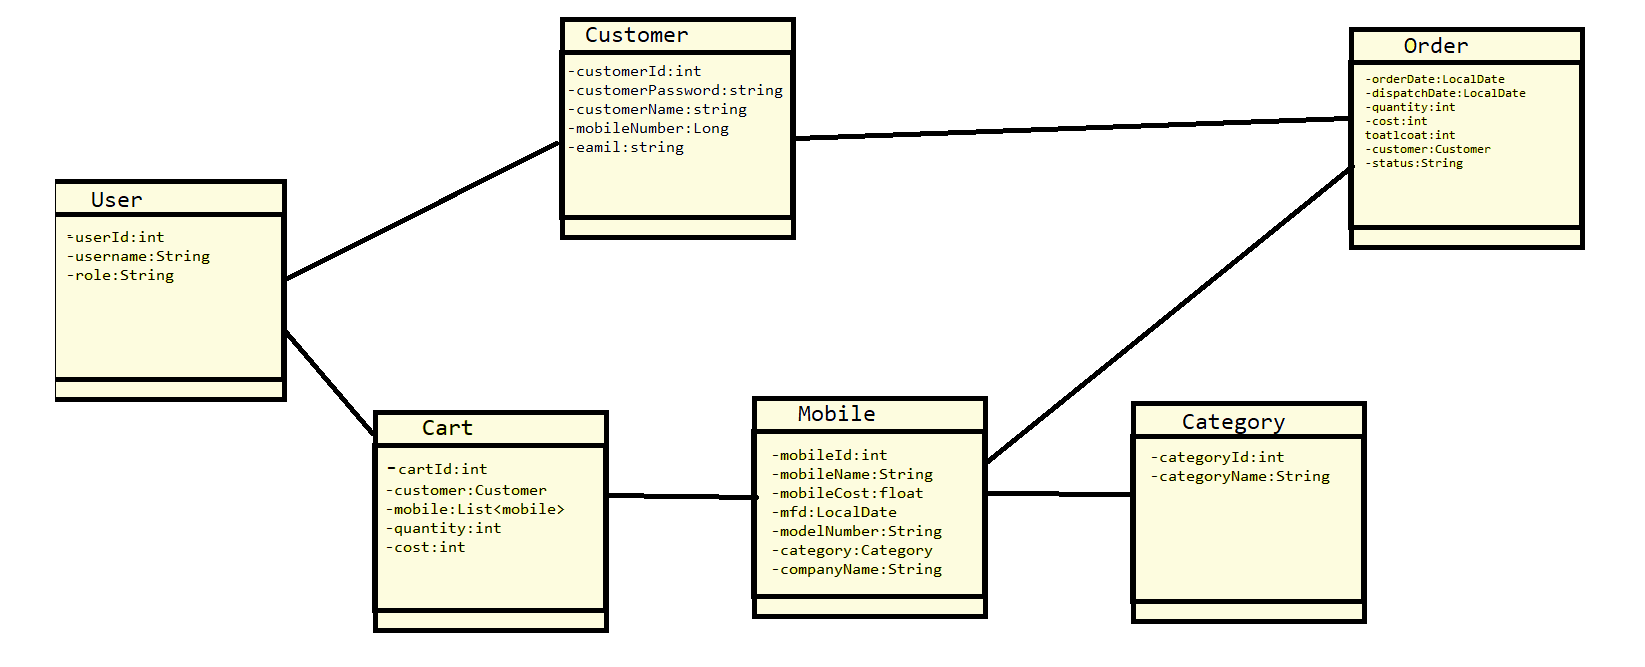 Customer
-customerId:int
-customerPassword:string
-customerName:string
-mobileNumber:Long
-eamil:string
Order
-orderDate:LocalDate
-dispatchDate:LocalDate
-quantity:int
-cost:int
toatlcoat:int
-customer:Customer
-status:String
User
-userId:int
-username:String
-role:String
Cart
-cartId:int
-customer:Customer
-mobile:List<mobile>
-quantity:int
-cost:int
Mobile
-mobileId:int
-mobileName:String
-mobileCost:float
-mfd:LocalDate
-modelNumber:String
-category:Category
-companyName:String
Category
-categoryId:int
-categoryName:String